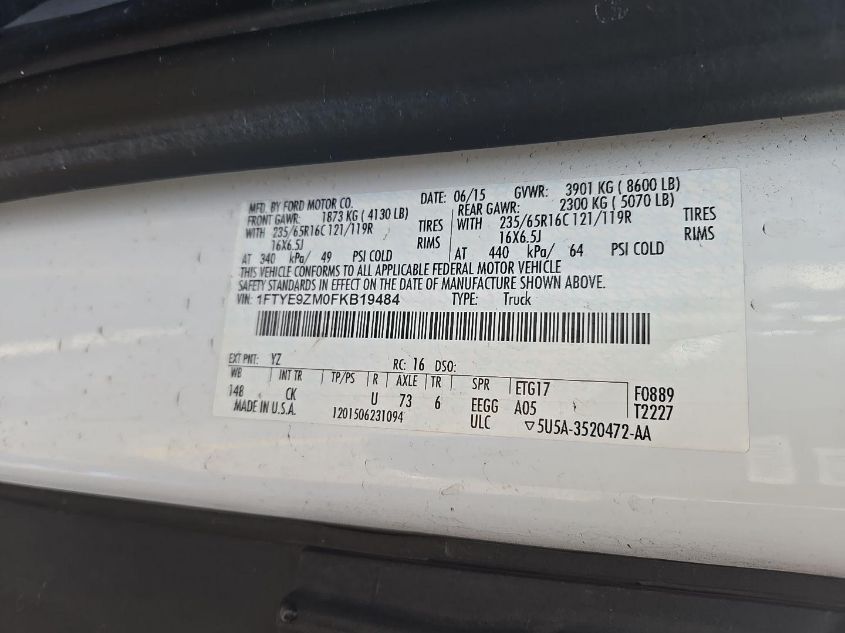 MFD. BY FORD MOTOR CO. DATE: 06/15 GVWR: 3901 KG ( 8600 LB)
FRONT GAWR: 1873 KG ( 4130 LB) REAR GAWR: 2300 KG ( 5070 LB)
WITH 235/65R16C 121/119R TIRES WITH 235/65R16C 121/119R TIRES
16X6.5J RIMS 16X6.5J RIMS
AT 340 kPa/ 49 PSI COLD AT 440 kPa/ 64 PSI COLD
THIS VEHICLE CONFORMS TO ALL APPLICABLE FEDERAL MOTOR VEHICLE
SAFETY STANDARDS IN EFFECT ON THE DATE OF MANUFACTURE SHOWN ABOVE.
VIN: 1FTYE9ZM0FKB19484 TYPE: Truck
EXT PNT: YZ RC: 16 DSO:
WB INT TR TP/PS R AXLE TR SPR ETG17 F0889
148 CK U 73 6 EEGG A05 T2227
MADE IN U.S.A. 1201506231094 ULC ▽5U5A-3520472-AA